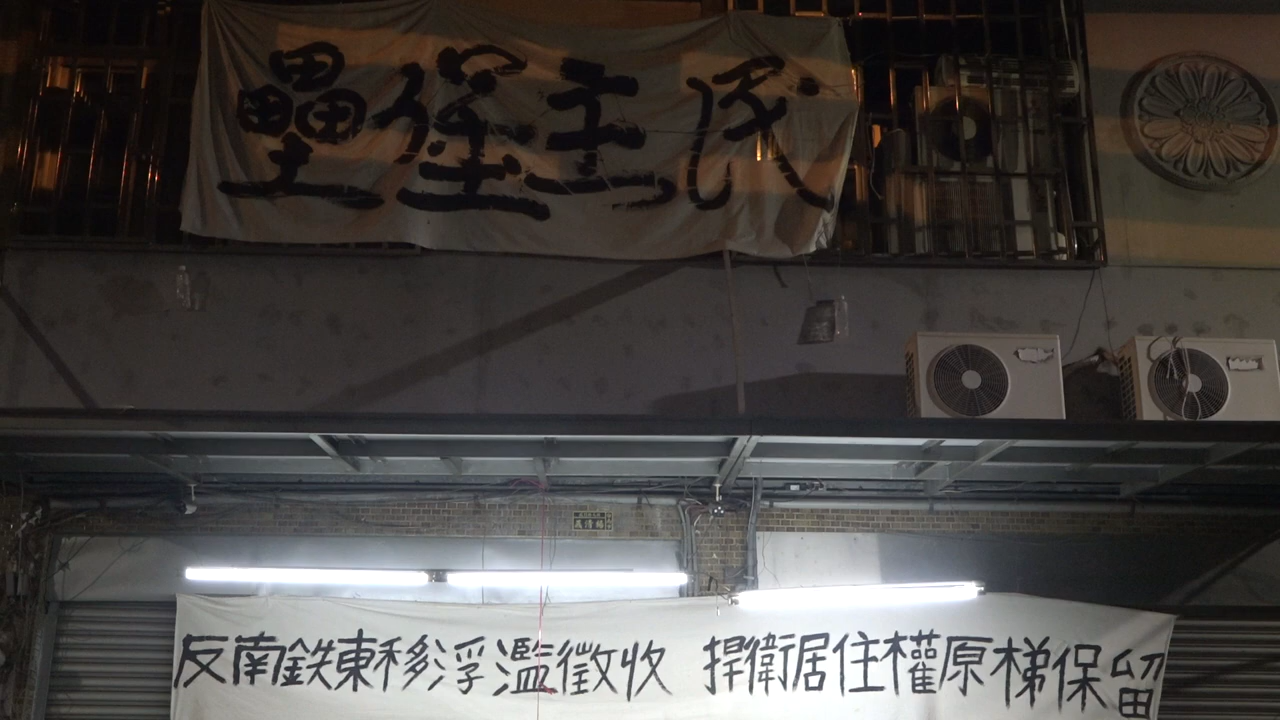 民主堡壘
反南鉄東移浮濫徵收 捍衛居住權原梯保留